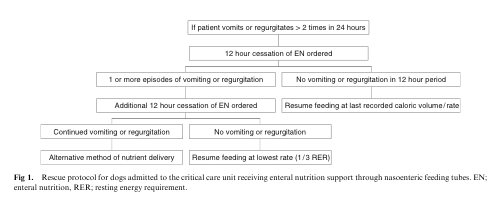 If patient vomits or regurgitates > 2 times in 24 hours
12 hour cessation of EN ordered
1 or more episodes of vomiting or regurgitation
No vomiting or regurgitation in 12 hour period
Additional 12 hour cessation of EN ordered
Resume feeding at last recorded caloric volume/rate
Continued vomiting or regurgitation
No vomiting or regurgitation
Alternative method of nutrient delivery
Resume feeding at lowest rate (1/3 RER)
Fig 1. Rescue protocol for dogs admitted to the critical care unit receiving enteral nutrition support through nasoenteric feeding tubes. EN;
enteral nutrition, RER; resting energy requirement.